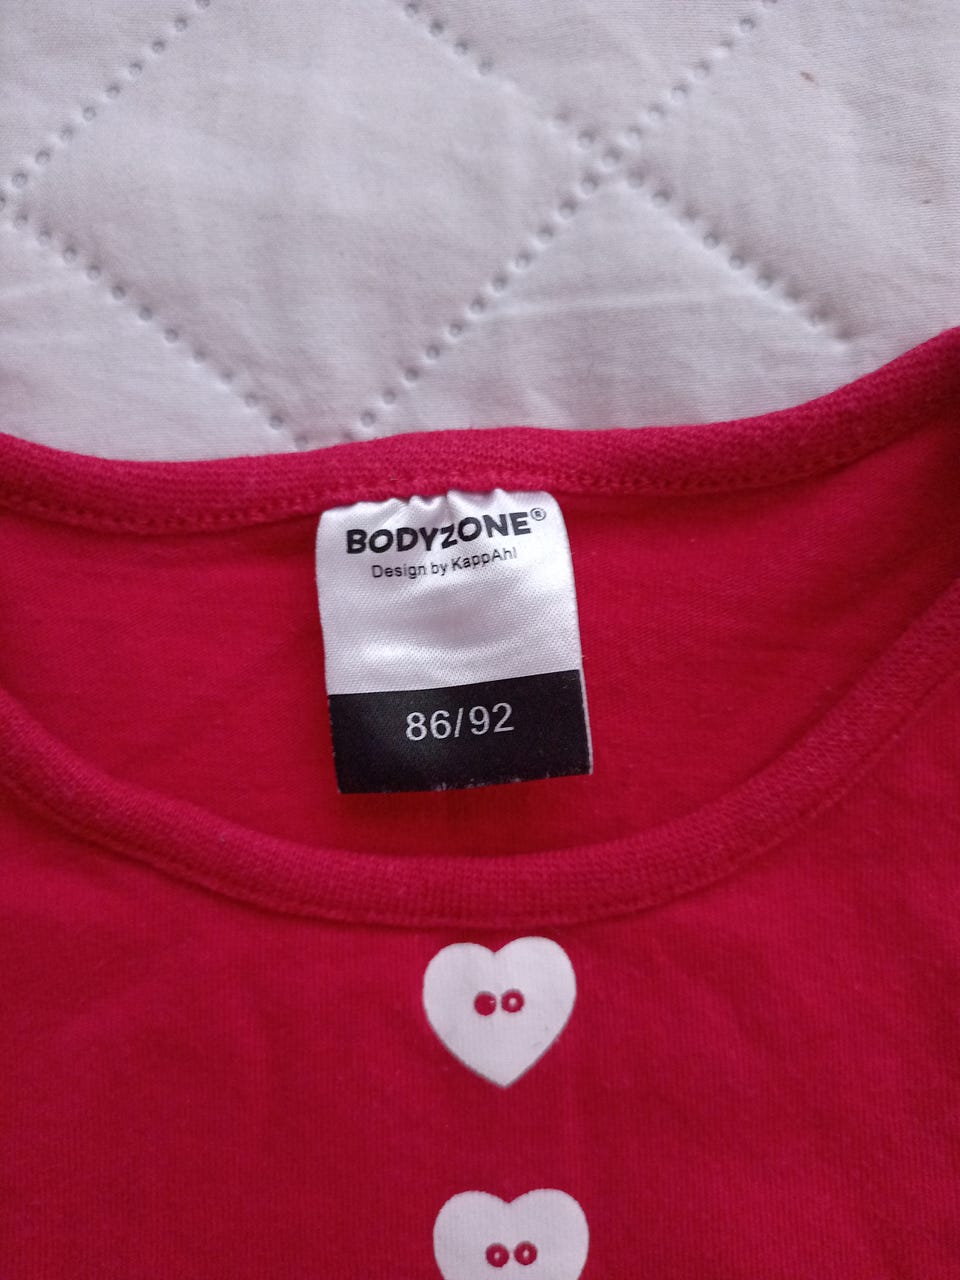 BODYZONE®
Design by KappAhl
86/92